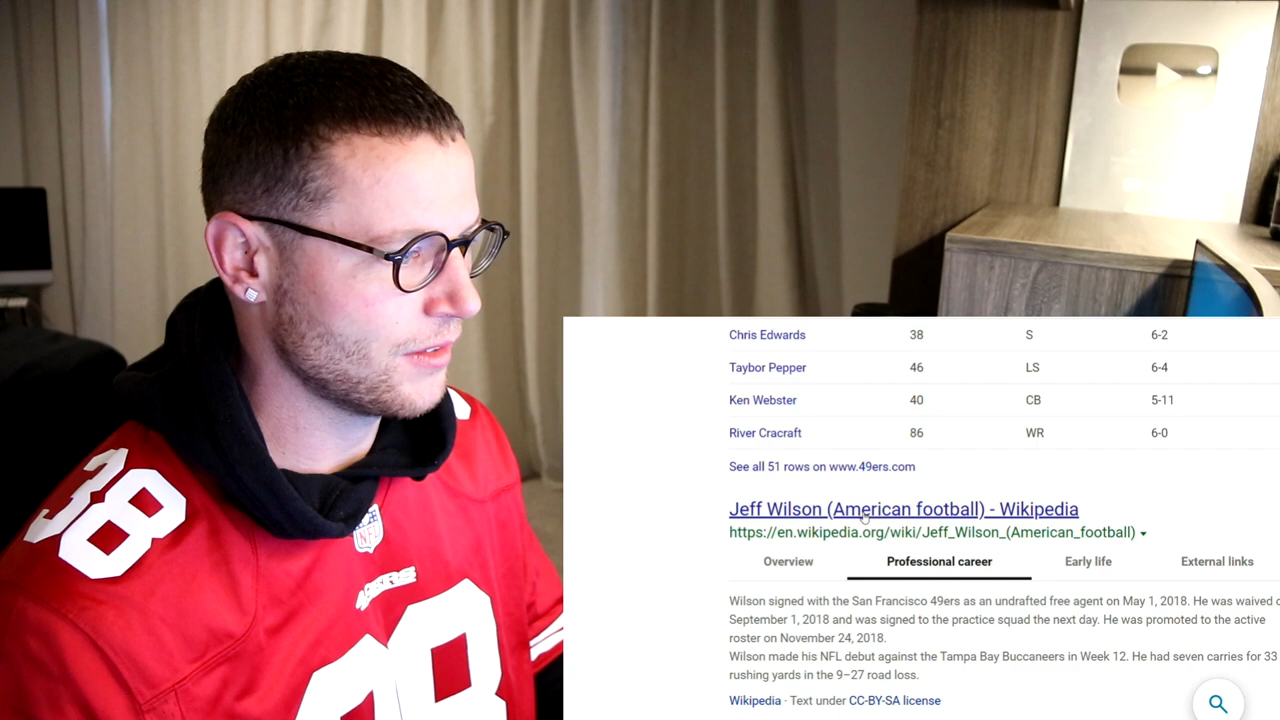 Chris Edwards 38 S 6-2
Taybor Pepper 46 LS 6-4
Ken Webster 40 CB 5-11
River Cracraft 86 WR 6-0
See all 51 rows on www.49ers.com
Jeff Wilson (American football) - Wikipedia
https://en.wikipedia.org/wiki/Jeff_Wilson_(American_football)
Overview Professional career Early life External links
Wilson signed with the San Francisco 49ers as an undrafted free agent on May 1, 2018. He was waived
September 1, 2018 and was signed to the practice squad the next day. He was promoted to the active
roster on November 24, 2018.
Wilson made his NFL debut against the Tampa Bay Buccaneers in Week 12. He had seven carries for 33
rushing yards in the 9–27 road loss.
Wikipedia · Text under CC-BY-SA license
38
NFL
49ERS
38